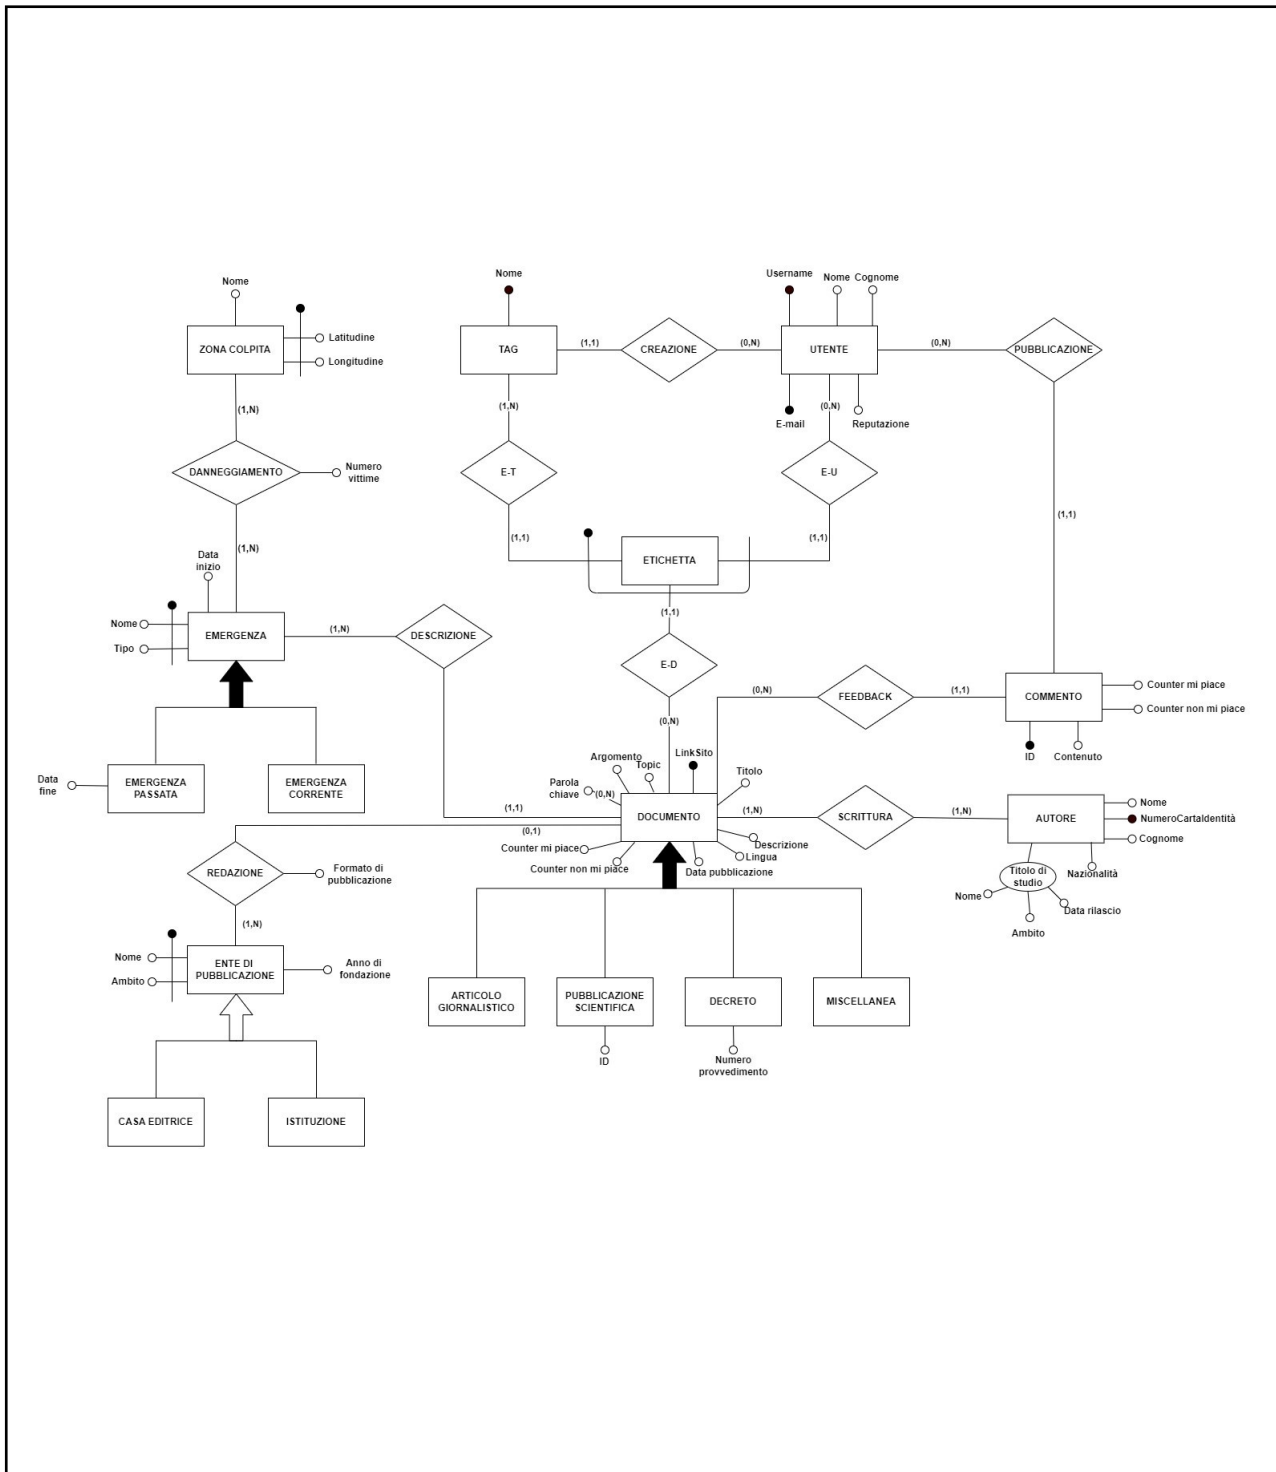 Nome
Username
Nome
Cognome
Nome
ZONA COLPITA
Latitudine
Longitudine
TAG
(1,1)
CREAZIONE
(0,N)
UTENTE
(0,N)
PUBBLICAZIONE
(1,N)
(1,N)
(0,N)
E-mail
Reputazione
DANNEGGIAMENTO
Numero
vittime
E-T
E-U
(1,1)
(1,1)
(1,1)
(1,N)
Data
inizio
ETICHETTA
(1,1)
Nome
Tipo
EMERGENZA
(1,N)
DESCRIZIONE
E-D
(0,N)
FEEDBACK
(1,1)
COMMENTO
Counter mi piace
Counter non mi piace
ID
Contenuto
(0,N)
Data
fine
EMERGENZA
PASSATA
EMERGENZA
CORRENTE
Parola
chiave
(0,N)
Argomento
Topic
LinkSito
Titolo
(1,1)
(0,1)
DOCUMENTO
(1,N)
SCRITTURA
(1,N)
AUTORE
Nome
NumeroCartaIdentità
Cognome
Counter mi piace
Counter non mi piace
Data pubblicazione
Lingua
Descrizione
Titolo di
studio
Nazionalità
Nome
Ambito
Data rilascio
REDAZIONE
Formato di
pubblicazione
(1,N)
Nome
Ambito
ENTE DI
PUBBLICAZIONE
Anno di
fondazione
ARTICOLO
GIORNALISTICO
PUBBLICAZIONE
SCIENTIFICA
DECRETO
MISCELLANEA
ID
Numero
provvedimento
CASA EDITRICE
ISTITUZIONE